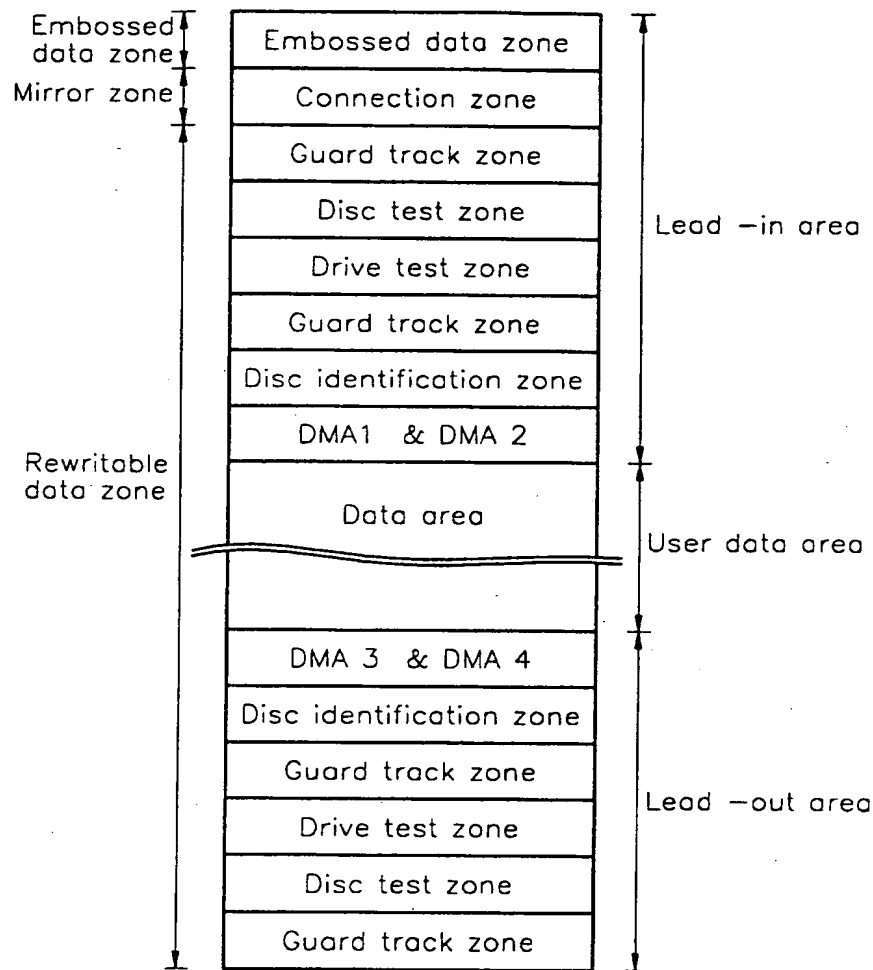 Embossed
data zone
Mirror zone
Rewritable
data zone
Embossed data zone
Connection zone
Guard track zone
Disc test zone
Drive test zone
Guard track zone
Disc identification zone
DMA1 & DMA 2
Data area
DMA 3 & DMA 4
Disc identification zone
Guard track zone
Drive test zone
Disc test zone
Guard track zone
Lead -in area
User data area
Lead -out area